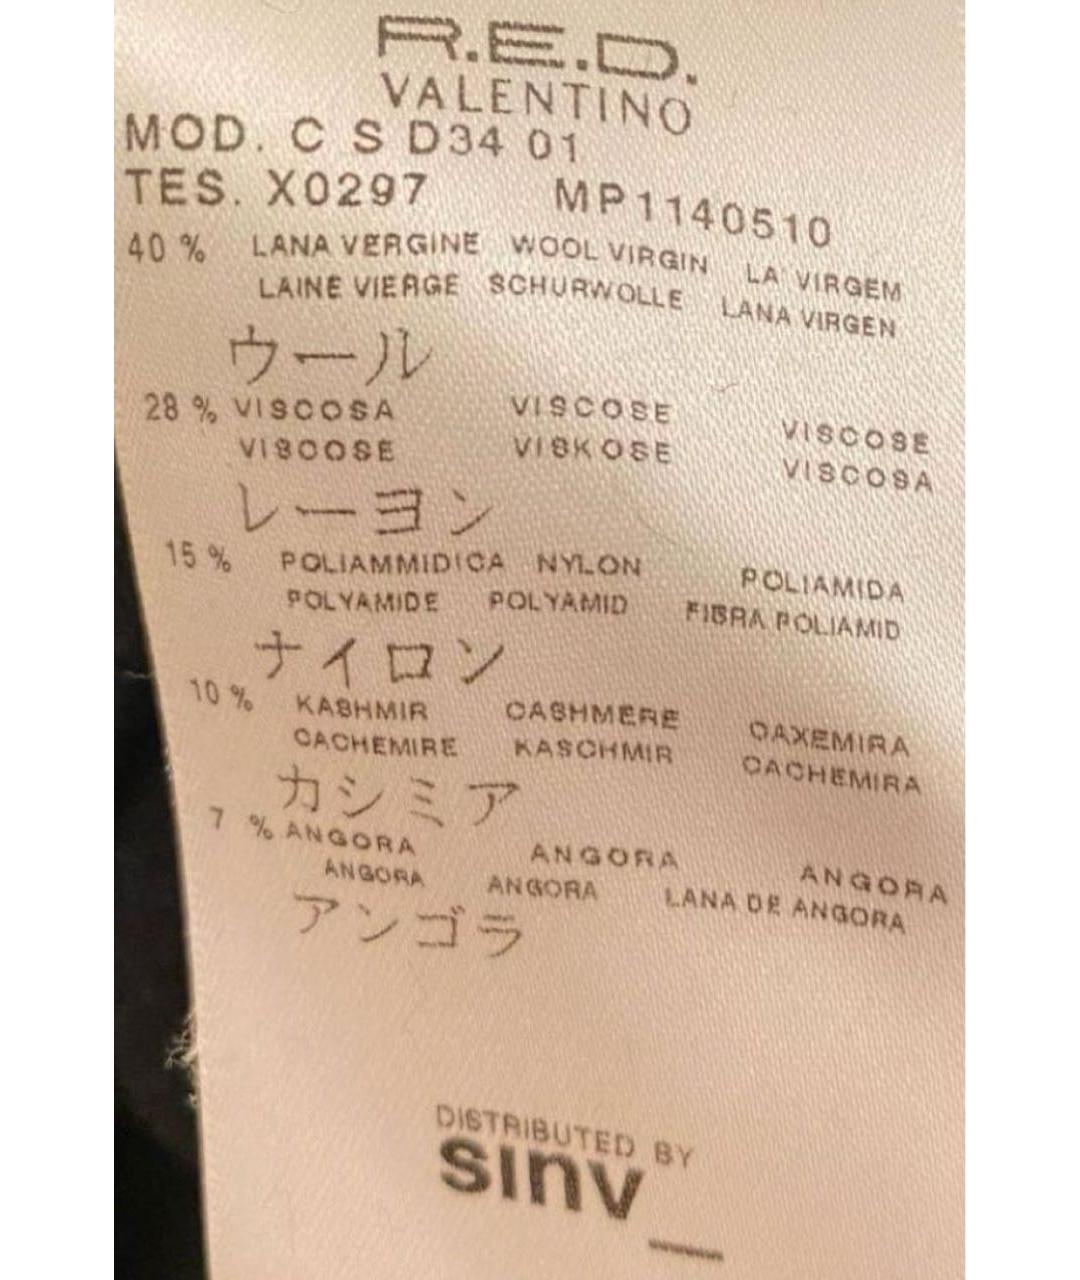 R.E.D.
VALENTINO
MOD. C S D34 01
TES. X0297 MP1140510
40 % LANA VERGINE WOOL VIRGIN LA' VIRGEM
LAINE VIERGE SCHURWOLLE LANA VIRGEN
ウール
28 % VISCOSA VISCOSE VISCOSE
VISCOSE VISKOSE VISCOSA
レーヨン
15 % POLIAMMIDICA NYLON POLIAMIDA
POLYAMIDE POLYAMID FIBRA POLIAMID
ナイロン
10 % KASHMIR CASHMERE CAXEMIRA
CACHEMIRE KASCHMIR CACHEMIRA
カシミア
7 % ANGORA ANGORA ANGORA
ANGORA ANGORA LANA DE ANGORA
アンゴラ
DISTRIBUTED BY
sınv_